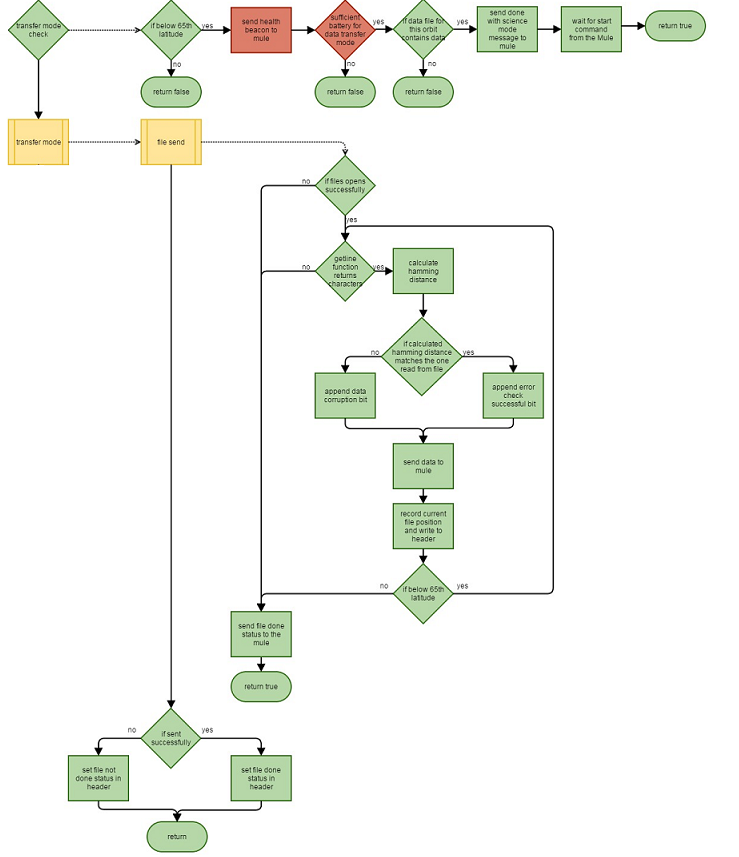 transfer mode
check
if below 65th
latitude
yes
no
return false
send health
beacon to
mule
sufficient
battery for
data transfer
mode
yes
no
return false
if data file for
this orbit
contains data
yes
no
return false
send done
with science
mode
message to
mule
wait for start
command
from the Mule
return true
transfer mode
file send
no
if files opens
successfully
yes
no
getline
function
returns
characters
yes
calculate
hamming
distance
no
if calculated
hamming distance
matches the one
read from file
yes
append data
corruption bit
append error
check
successful bit
send data to
mule
record current
file position
and write to
header
no
if below 65th
latitude
yes
send file done
status to the
mule
return true
no
if sent
successfully
yes
set file not
done status in
header
set file done
status in
header
return